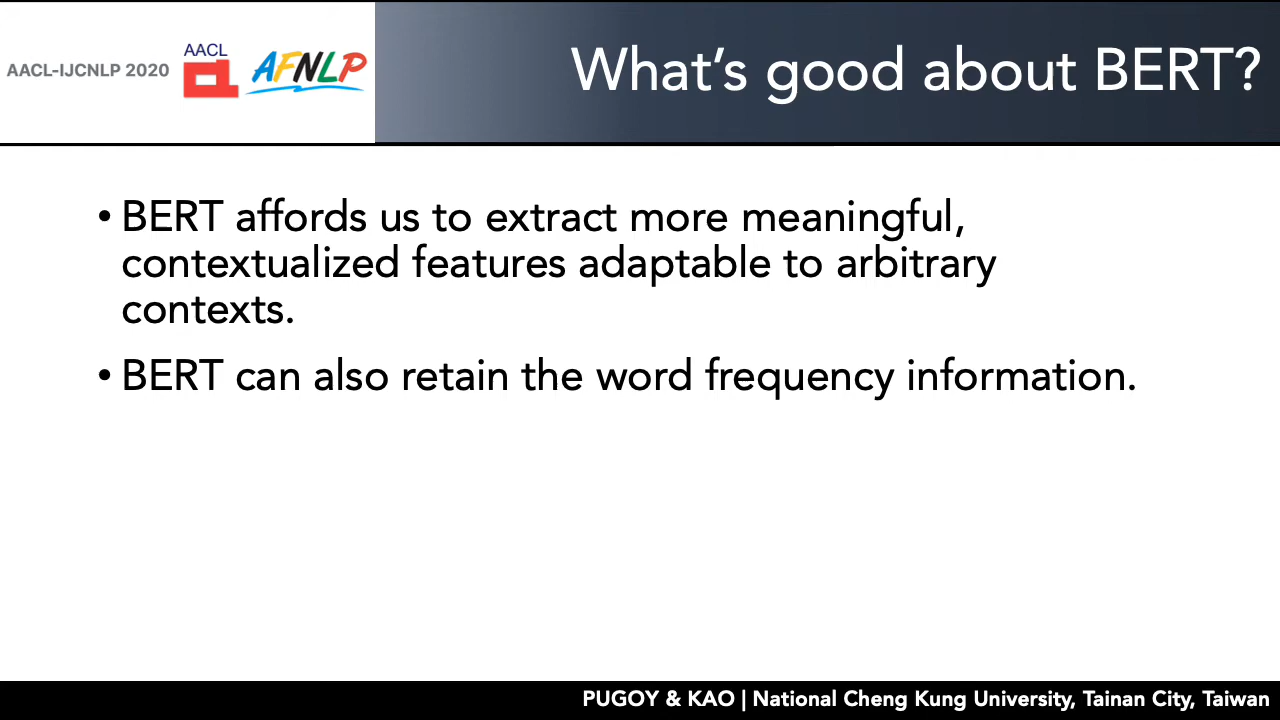 AACL-IJCNLP 2020
AACL
AFNLP
What’s good about BERT?
• BERT affords us to extract more meaningful,
contextualized features adaptable to arbitrary
contexts.
• BERT can also retain the word frequency information.
PUGOY & KAO | National Cheng Kung University, Tainan City, Taiwan